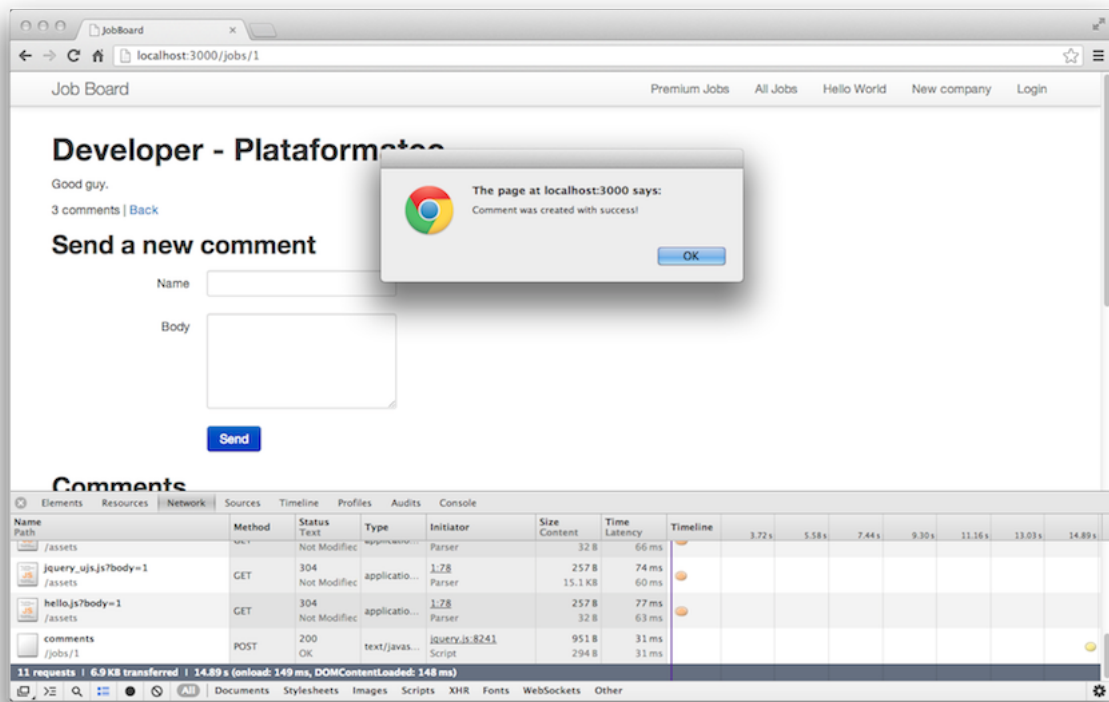 JobBoard
localhost:3000/jobs/1
Job Board Premium Jobs All Jobs Hello World New company Login
Developer - Plataformatec
Good guy.
3 comments | Back
The page at localhost:3000 says:
Comment was created with success!
OK
Send a new comment
Name
Body
Send
Comments
Elements Resources Network Sources Timeline Profiles Audits Console
Name Method Status Type Initiator Size Time Timeline
Path Text Content Latency 3.72 s 5.58 s 7.44 s 9.30 s 11.16 s 13.03 s 14.89 s
/assets Not Modified Parser 32 B 66 ms
jquery_ujs.js?body=1 GET 304 applicatio... 1:78 257 B 74 ms
/assets Not Modified Parser 15.1 KB 60 ms
hello.js?body=1 GET 304 applicatio... 1:78 257 B 77 ms
/assets Not Modified Parser 32 B 63 ms
comments POST 200 text/javas... jquery.js:8241 951 B 31 ms
/jobs/1 OK Script 294 B 31 ms
11 requests | 6.9 KB transferred | 14.89 s (onload: 149 ms, DOMContentLoaded: 148 ms)
All Documents Stylesheets Images Scripts XHR Fonts WebSockets Other